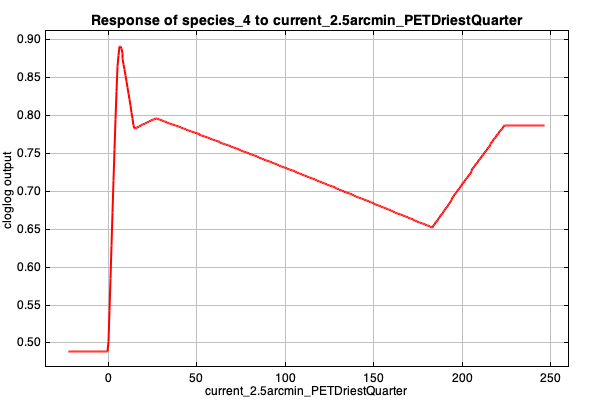 Response of species_4 to current_2.5arcmin_PETDriestQuarter
0.90
0.85
0.80
0.75
0.70
0.65
0.60
0.55
0.50
cloglog output
0 50 100 150 200 250
current_2.5arcmin_PETDriestQuarter